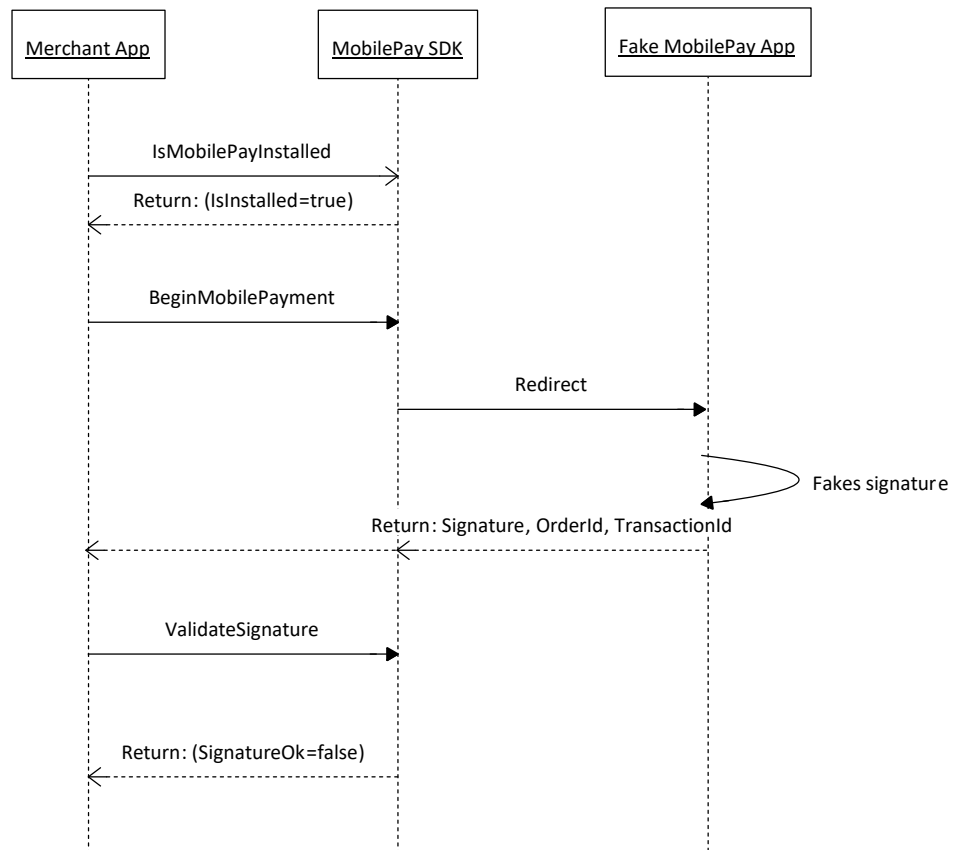 Merchant App
MobilePay SDK
Fake MobilePay App
IsMobilePayInstalled
Return: (IsInstalled=true)
BeginMobilePayment
Redirect
Fakes signature
Return: Signature, OrderId, TransactionId
ValidateSignature
Return: (SignatureOk=false)